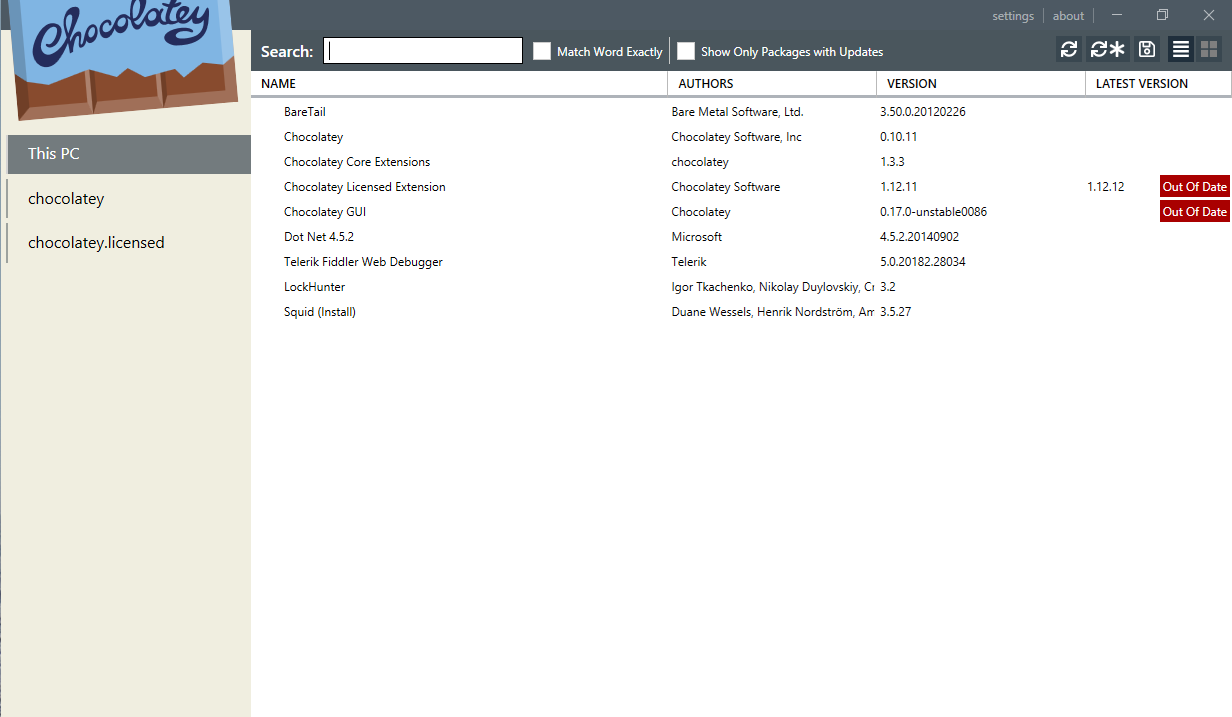 Chocolatey
settings about
Search: Match Word Exactly Show Only Packages with Updates
NAME AUTHORS VERSION LATEST VERSION
This PC
chocolatey
chocolatey.licensed
BareTail Bare Metal Software, Ltd. 3.50.0.20120226
Chocolatey Chocolatey Software, Inc 0.10.11
Chocolatey Core Extensions chocolatey 1.3.3
Chocolatey Licensed Extension Chocolatey Software 1.12.11 1.12.12 Out Of Date
Chocolatey GUI Chocolatey 0.17.0-unstable0086 Out Of Date
Dot Net 4.5.2 Microsoft 4.5.2.20140902
Telerik Fiddler Web Debugger Telerik 5.0.20182.28034
LockHunter Igor Tkachenko, Nikolay Duylovskiy, Cr 3.2
Squid (Install) Duane Wessels, Henrik Nordström, Am 3.5.27